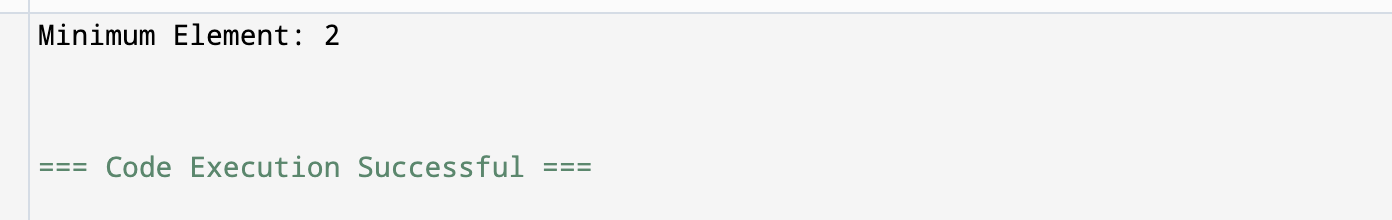 Minimum Element: 2
=== Code Execution Successful ===